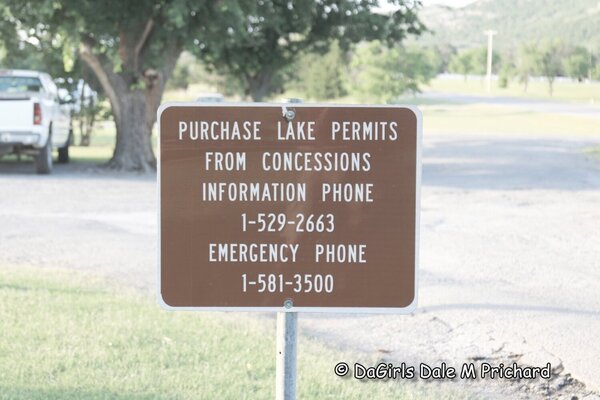 PURCHASE LAKE PERMITS
FROM CONCESSIONS
INFORMATION PHONE
1-529-2663
EMERGENCY PHONE
1-581-3500
© DaGirls Dale M Prichard